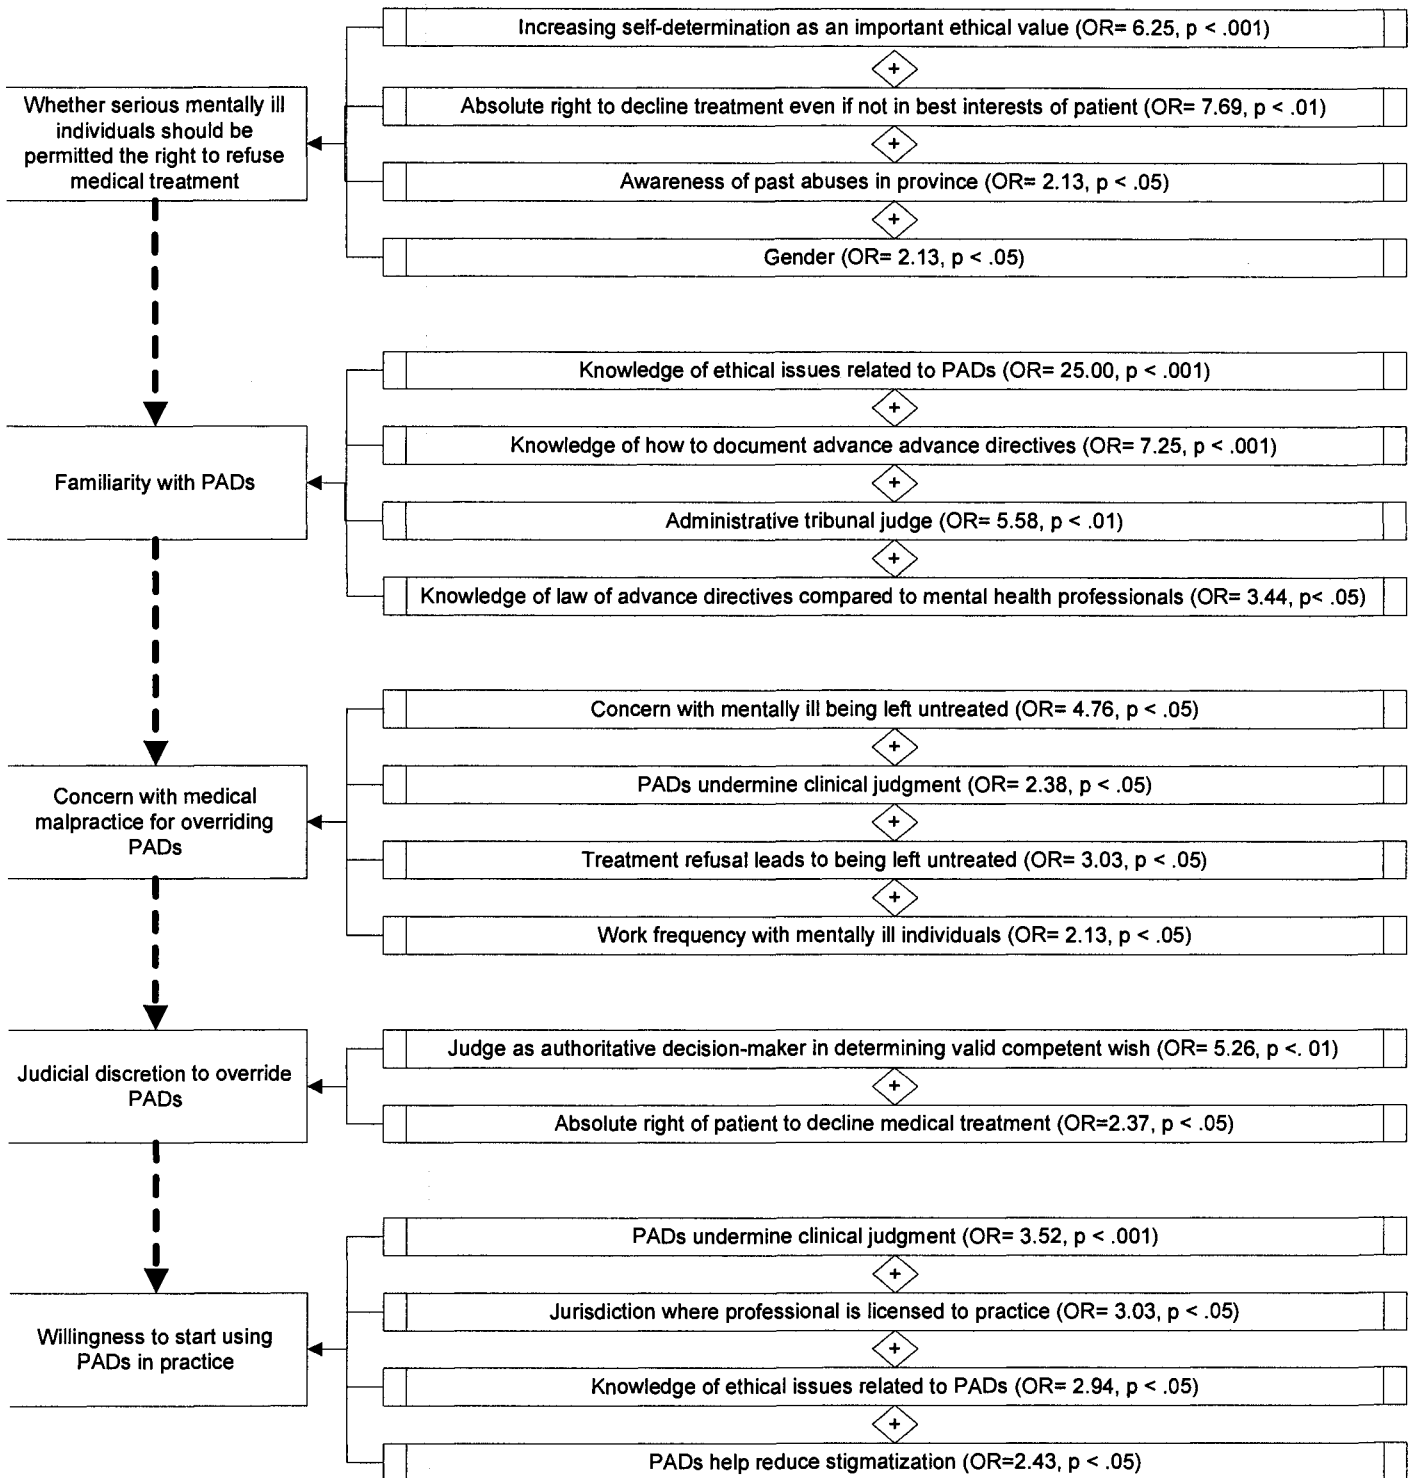 Increasing self-determination as an important ethical value (OR= 6.25, p < .001)
+
Whether serious mentally ill
individuals should be
permitted the right to refuse
medical treatment
Absolute right to decline treatment even if not in best interests of patient (OR= 7.69, p < .01)
+
Awareness of past abuses in province (OR= 2.13, p < .05)
+
Gender (OR= 2.13, p < .05)
Knowledge of ethical issues related to PADs (OR= 25.00, p < .001)
+
Knowledge of how to document advance advance directives (OR= 7.25, p < .001)
Familiarity with PADs
+
Administrative tribunal judge (OR= 5.58, p < .01)
+
Knowledge of law of advance directives compared to mental health professionals (OR= 3.44, p< .05)
Concern with mentally ill being left untreated (OR= 4.76, p < .05)
+
PADs undermine clinical judgment (OR= 2.38, p < .05)
Concern with medical
malpractice for overriding
PADs
+
Treatment refusal leads to being left untreated (OR= 3.03, p < .05)
+
Work frequency with mentally ill individuals (OR= 2.13, p < .05)
Judge as authoritative decision-maker in determining valid competent wish (OR= 5.26, p <. 01)
Judicial discretion to override
PADs
+
Absolute right of patient to decline medical treatment (OR=2.37, p < .05)
PADs undermine clinical judgment (OR= 3.52, p < .001)
+
Jurisdiction where professional is licensed to practice (OR= 3.03, p < .05)
Willingness to start using
PADs in practice
+
Knowledge of ethical issues related to PADs (OR= 2.94, p < .05)
+
PADs help reduce stigmatization (OR=2.43, p < .05)